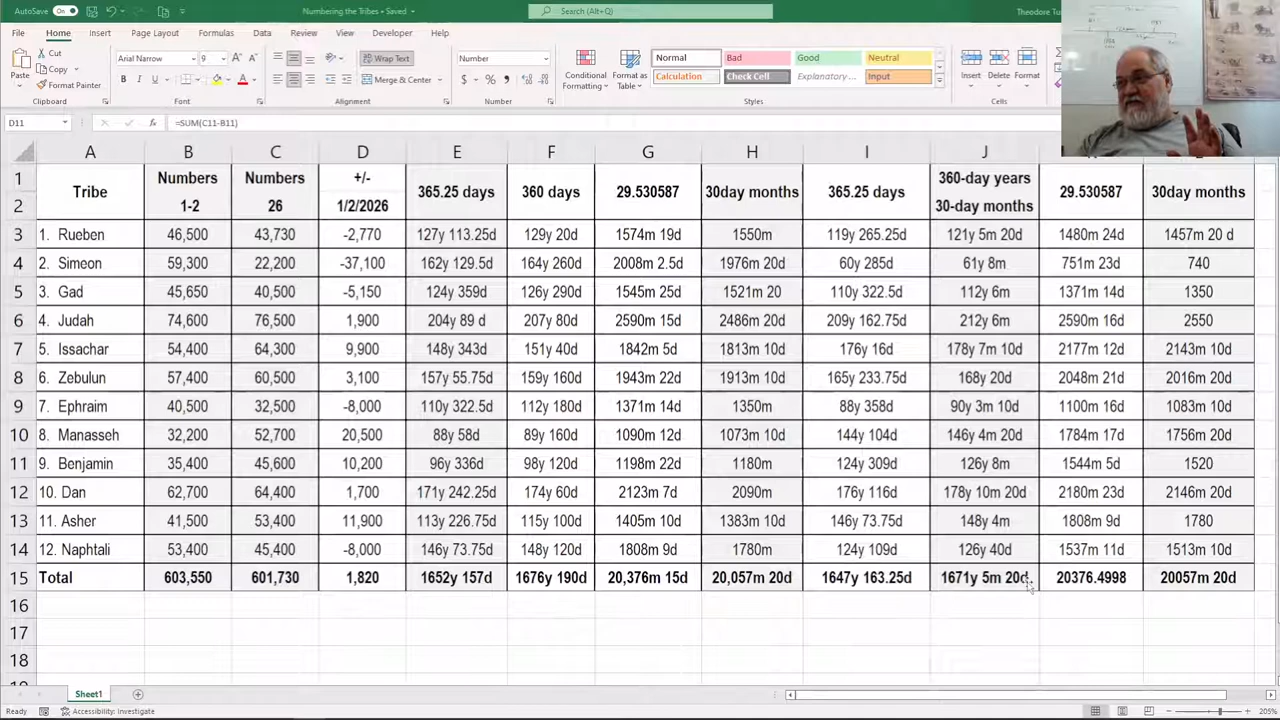 AutoSave On Numbering the Tribes • Saved Search (Alt+Q)
File Home Insert Page Layout Formulas Data Review View Developer Help
Cut Arial Narrow 9 Wrap Text Number Normal Bad Good Neutral
Copy
Paste Format Painter B I U Merge & Center $ % Conditional Formatting Format as Table Calculation Check Cell Explanatory... Input Insert Delete Format
Clipboard Font Alignment Number Styles Cells
D11 =SUM(C11-B11)
A B C D E F G H I J
1 Tribe Numbers Numbers +/- 365.25 days 360 days 29.530587 30day months 365.25 days 360-day years 29.530587 30day months
2 1-2 26 1/2/2026 30-day months
3 1. Rueben 46,500 43,730 -2,770 127y 113.25d 129y 20d 1574m 19d 1550m 119y 265.25d 121y 5m 20d 1480m 24d 1457m 20 d
4 2. Simeon 59,300 22,200 -37,100 162y 129.5d 164y 260d 2008m 2.5d 1976m 20d 60y 285d 61y 8m 751m 23d 740
5 3. Gad 45,650 40,500 -5,150 124y 359d 126y 290d 1545m 25d 1521m 20 110y 322.5d 112y 6m 1371m 14d 1350
6 4. Judah 74,600 76,500 1,900 204y 89 d 207y 80d 2590m 15d 2486m 20d 209y 162.75d 212y 6m 2590m 16d 2550
7 5. Issachar 54,400 64,300 9,900 148y 343d 151y 40d 1842m 5d 1813m 10d 176y 16d 178y 7m 10d 2177m 12d 2143m 10d
8 6. Zebulun 57,400 60,500 3,100 157y 55.75d 159y 160d 1943m 22d 1913m 10d 165y 233.75d 168y 20d 2048m 21d 2016m 20d
9 7. Ephraim 40,500 32,500 -8,000 110y 322.5d 112y 180d 1371m 14d 1350m 88y 358d 90y 3m 10d 1100m 16d 1083m 10d
10 8. Manasseh 32,200 52,700 20,500 88y 58d 89y 160d 1090m 12d 1073m 10d 144y 104d 146y 4m 20d 1784m 17d 1756m 20d
11 9. Benjamin 35,400 45,600 10,200 96y 336d 98y 120d 1198m 22d 1180m 124y 309d 126y 8m 1544m 5d 1520
12 10. Dan 62,700 64,400 1,700 171y 242.25d 174y 60d 2123m 7d 2090m 176y 116d 178y 10m 20d 2180m 23d 2146m 20d
13 11. Asher 41,500 53,400 11,900 113y 226.75d 115y 100d 1405m 10d 1383m 10d 146y 73.75d 148y 4m 1808m 9d 1780
14 12. Naphtali 53,400 45,400 -8,000 146y 73.75d 148y 120d 1808m 9d 1780m 124y 109d 126y 40d 1537m 11d 1513m 10d
15 Total 603,550 601,730 1,820 1652y 157d 1676y 190d 20,376m 15d 20,057m 20d 1647y 163.25d 1671y 5m 20d 20376.4998 20057m 20d
16
17
18
Sheet1
Ready Accessibility: Investigate 205%